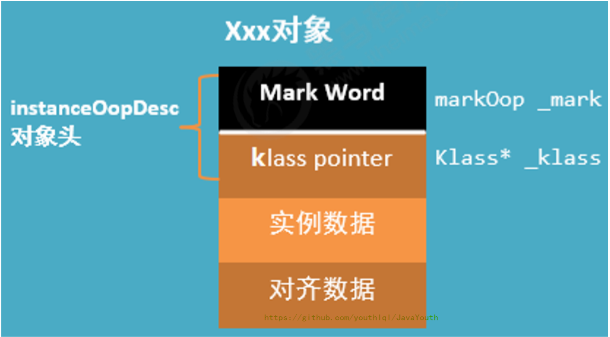 Xxx对象
Mark Word
markOop _mark
instanceOopDesc
对象头
klass pointer
Klass* _klass
实例数据
对齐数据
https://github.com/youthlql/JavaYouth